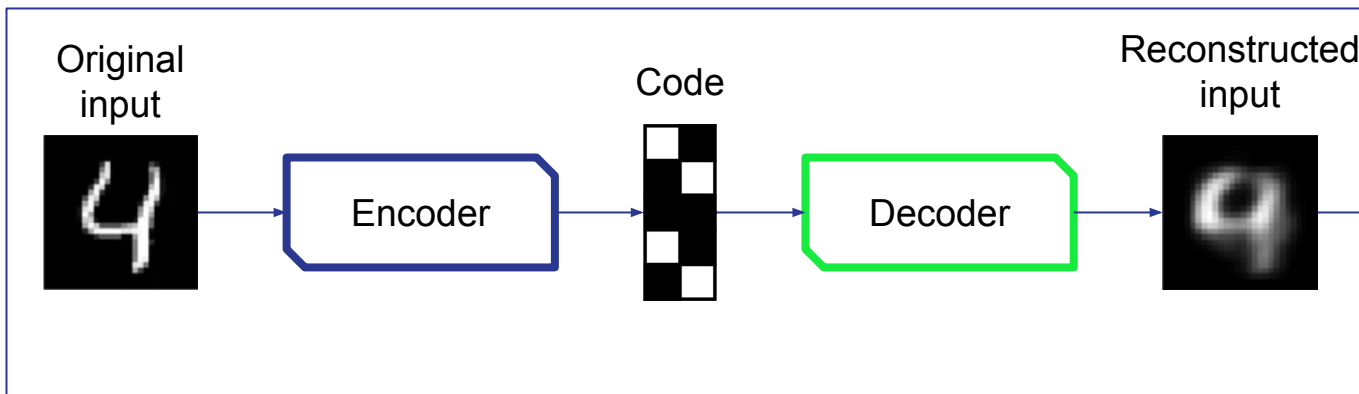 Original
input
Encoder
Code
Decoder
Reconstructed
input